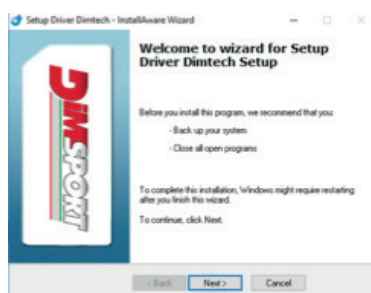 Setup Driver Dimtech - InstallAware Wizard
Welcome to wizard for Setup
Driver Dimtech Setup
DIMSPORT
Before you install this program, we recommend that you:
- Back up your system
- Close all open programs
To complete this installation, Windows might require restarting
after you finish this wizard.
To continue, click Next.
< Back
Next >
Cancel